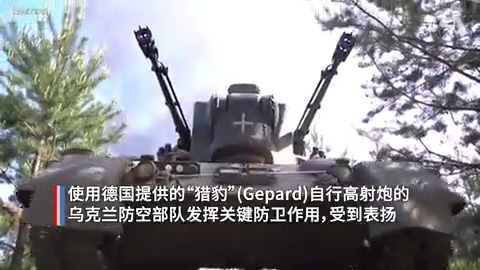 使用德国提供的“猎豹”(Gepard)自行高射炮的
乌克兰防空部队发挥关键防卫作用，受到表扬